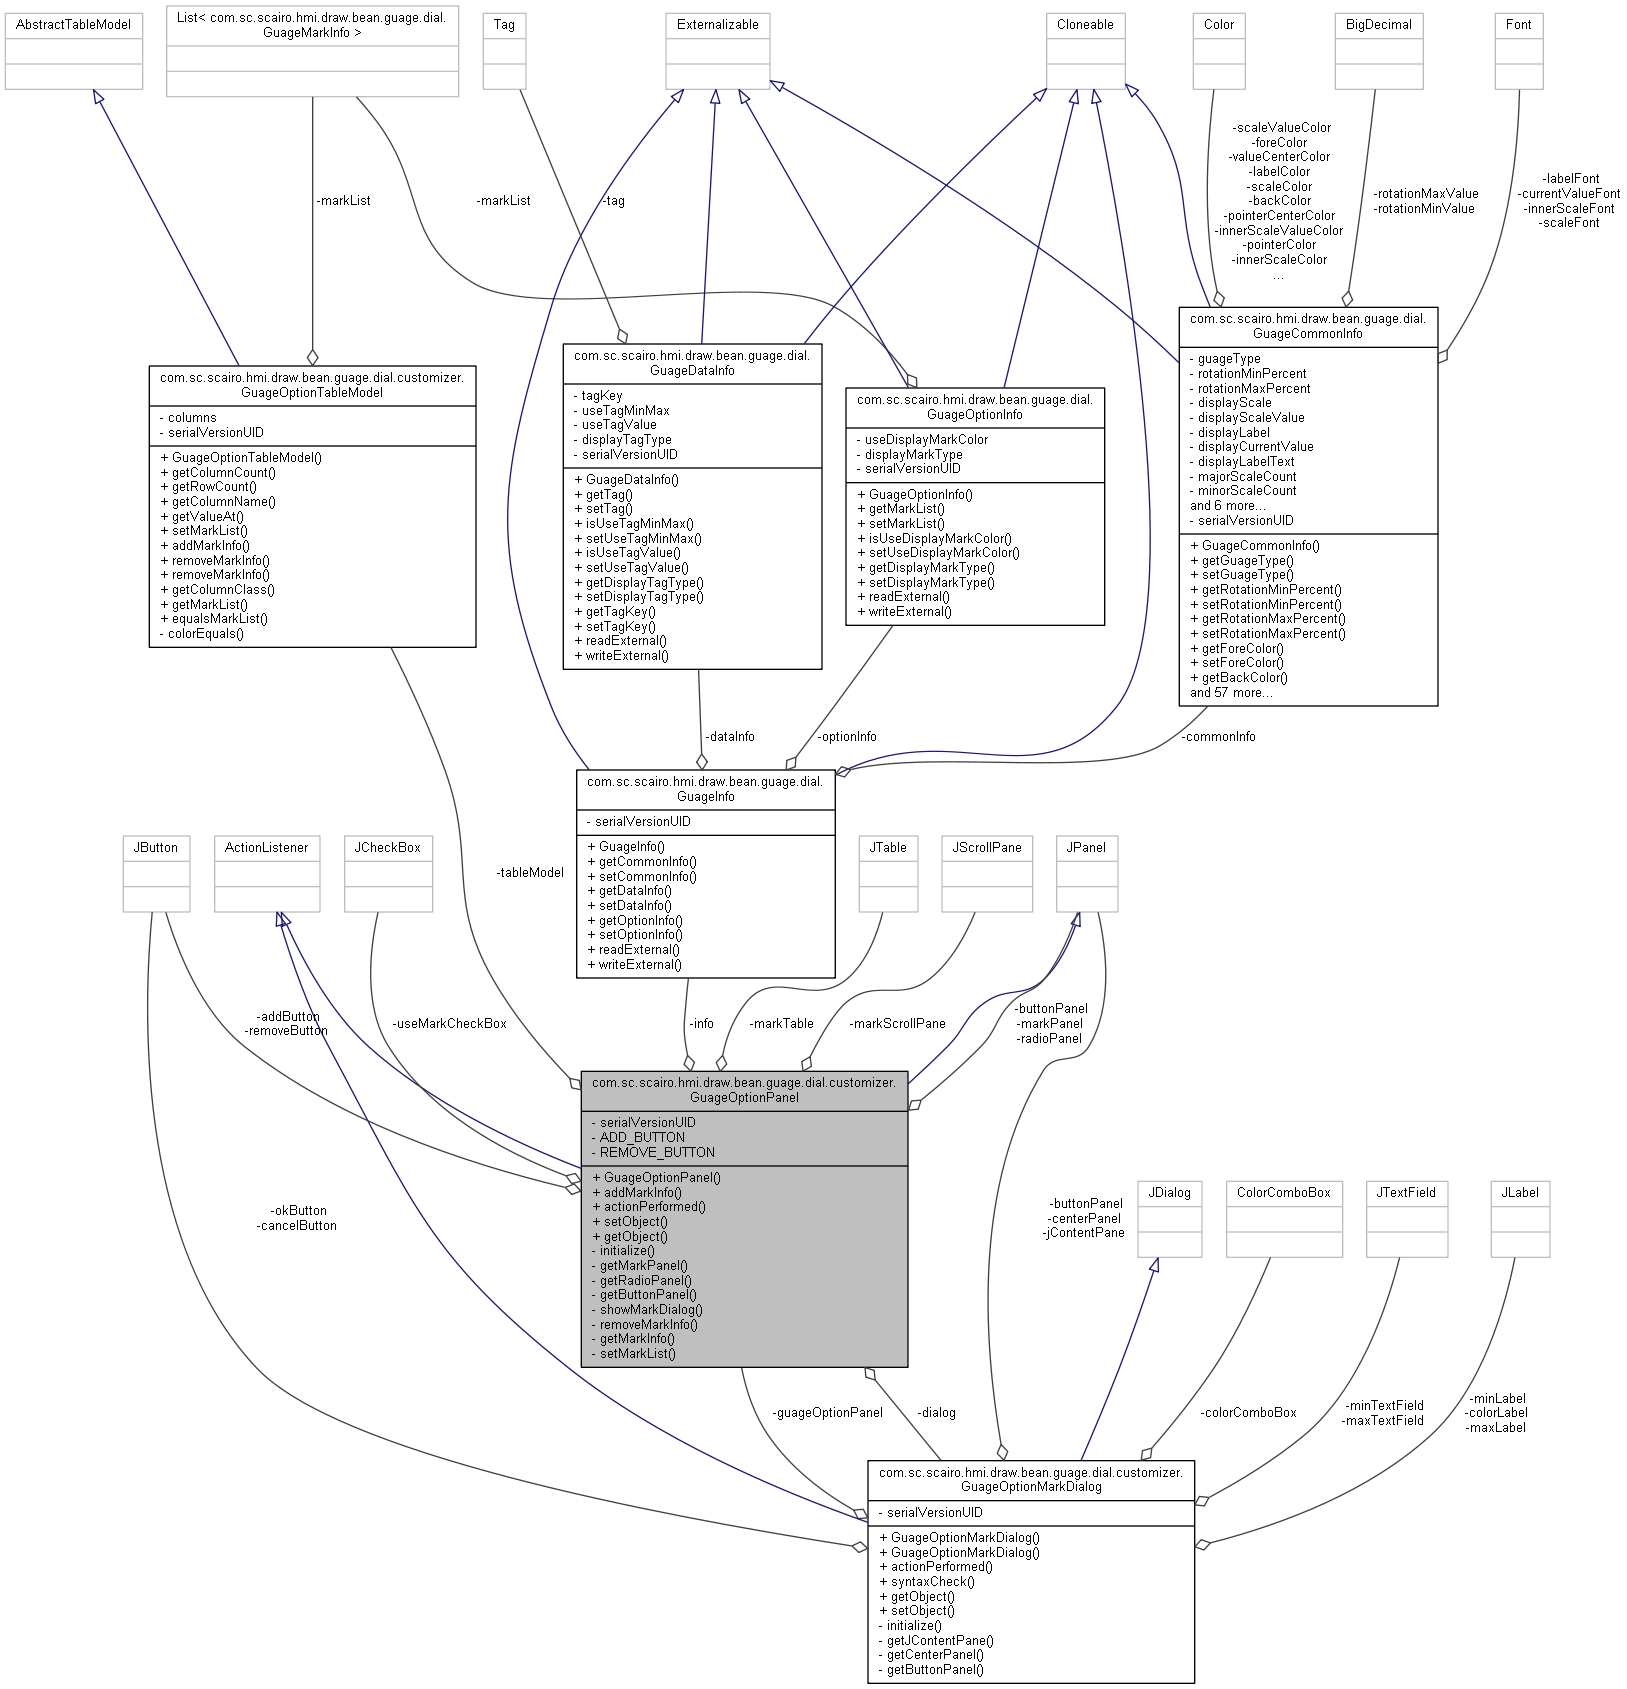 AbstractTableModel
List< com.sc.scairo.hmi.draw.bean.guage.dial.
GuageMarkInfo >
Tag
Externalizable
Cloneable
Color
BigDecimal
Font
-scaleValueColor
-foreColor
-valueCenterColor
-labelColor
-scaleColor
-backColor
-pointerCenterColor
-innerScaleValueColor
-pointerColor
-innerScaleColor
...
-rotationMaxValue
-rotationMinValue
-labelFont
-currentValueFont
-innerScaleFont
-scaleFont
-markList
-markList
-tag
com.sc.scairo.hmi.draw.bean.guage.dial.customizer.
GuageOptionTableModel
- columns
- serialVersionUID
+ GuageOptionTableModel()
+ getColumnCount()
+ getRowCount()
+ getColumnName()
+ getValueAt()
+ setMarkList()
+ addMarkInfo()
+ removeMarkInfo()
+ removeMarkInfo()
+ getColumnClass()
+ getMarkList()
+ equalsMarkList()
- colorEquals()
com.sc.scairo.hmi.draw.bean.guage.dial.
GuageDataInfo
- tagKey
- useTagMinMax
- useTagValue
- displayTagType
- serialVersionUID
+ GuageDataInfo()
+ getTag()
+ setTag()
+ isUseTagMinMax()
+ setUseTagMinMax()
+ isUseTagValue()
+ setUseTagValue()
+ getDisplayTagType()
+ setDisplayTagType()
+ getTagKey()
+ setTagKey()
+ readExternal()
+ writeExternal()
com.sc.scairo.hmi.draw.bean.guage.dial.
GuageOptionInfo
- useDisplayMarkColor
- displayMarkType
- serialVersionUID
+ GuageOptionInfo()
+ getMarkList()
+ setMarkList()
+ isUseDisplayMarkColor()
+ setUseDisplayMarkColor()
+ getDisplayMarkType()
+ setDisplayMarkType()
+ readExternal()
+ writeExternal()
com.sc.scairo.hmi.draw.bean.guage.dial.
GuageCommonInfo
- guageType
- rotationMinPercent
- rotationMaxPercent
- displayScale
- displayScaleValue
- displayLabel
- displayCurrentValue
- displayLabelText
- majorScaleCount
- minorScaleCount
and 6 more...
- serialVersionUID
+ GuageCommonInfo()
+ getGuageType()
+ setGuageType()
+ getRotationMinPercent()
+ setRotationMinPercent()
+ getRotationMaxPercent()
+ setRotationMaxPercent()
+ getForeColor()
+ setForeColor()
+ getBackColor()
and 57 more...
-dataInfo
-optionInfo
-commonInfo
com.sc.scairo.hmi.draw.bean.guage.dial.
GuageInfo
- serialVersionUID
+ GuageInfo()
+ getCommonInfo()
+ setCommonInfo()
+ getDataInfo()
+ setDataInfo()
+ getOptionInfo()
+ setOptionInfo()
+ readExternal()
+ writeExternal()
JButton
ActionListener
JCheckBox
-tableModel
JTable
JScrollPane
JPanel
-addButton
-removeButton
-useMarkCheckBox
-info
-markTable
-markScrollPane
-buttonPanel
-markPanel
-radioPanel
com.sc.scairo.hmi.draw.bean.guage.dial.customizer.
GuageOptionPanel
- serialVersionUID
- ADD_BUTTON
- REMOVE_BUTTON
+ GuageOptionPanel()
+ addMarkInfo()
+ actionPerformed()
+ setObject()
+ getObject()
- initialize()
- getMarkPanel()
- getRadioPanel()
- getButtonPanel()
- showMarkDialog()
- removeMarkInfo()
- getMarkInfo()
- setMarkList()
-okButton
-cancelButton
-buttonPanel
-centerPanel
-jContentPane
JDialog
ColorComboBox
JTextField
JLabel
-guageOptionPanel
-dialog
-colorComboBox
-minTextField
-maxTextField
-minLabel
-colorLabel
-maxLabel
com.sc.scairo.hmi.draw.bean.guage.dial.customizer.
GuageOptionMarkDialog
- serialVersionUID
+ GuageOptionMarkDialog()
+ GuageOptionMarkDialog()
+ actionPerformed()
+ syntaxCheck()
+ getObject()
+ setObject()
- initialize()
- getJContentPane()
- getCenterPanel()
- getButtonPanel()